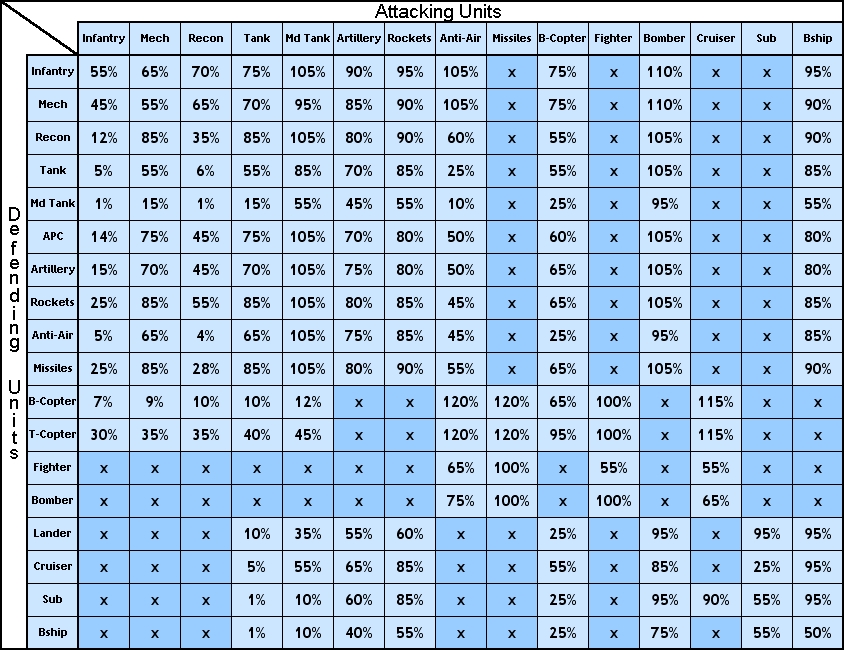 Attacking Units
Infantry Mech Recon Tank Md Tank Artillery Rockets Anti-Air Missiles B-Copter Fighter Bomber Cruiser Sub Bship
Defending Units
Infantry 55% 65% 70% 75% 105% 90% 95% 105% x 75% x 110% x x 95%
Mech 45% 55% 65% 70% 95% 85% 90% 105% x 75% x 110% x x 90%
Recon 12% 85% 35% 85% 105% 80% 90% 60% x 55% x 105% x x 90%
Tank 5% 55% 6% 55% 85% 70% 85% 25% x 55% x 105% x x 85%
Md Tank 1% 15% 1% 15% 55% 45% 55% 10% x 25% x 95% x x 55%
APC 14% 75% 45% 75% 105% 70% 80% 50% x 60% x 105% x x 80%
Artillery 15% 70% 45% 70% 105% 75% 80% 50% x 65% x 105% x x 80%
Rockets 25% 85% 55% 85% 105% 80% 85% 45% x 65% x 105% x x 85%
Anti-Air 5% 65% 4% 65% 105% 75% 85% 45% x 25% x 95% x x 85%
Missiles 25% 85% 28% 85% 105% 80% 90% 55% x 65% x 105% x x 90%
B-Copter 7% 9% 10% 10% 12% x x 120% 120% 65% 100% x 115% x x
T-Copter 30% 35% 35% 40% 45% x x 120% 120% 95% 100% x 115% x x
Fighter x x x x x x x 65% 100% x 55% x 55% x x
Bomber x x x x x x x 75% 100% x 100% x 65% x x
Lander x x x 10% 35% 55% 60% x x 25% x 95% x 95% 95%
Cruiser x x x 5% 55% 65% 85% x x 55% x 85% x 25% 95%
Sub x x x 1% 10% 60% 85% x x 25% x 95% 90% 55% 95%
Bship x x x 1% 10% 40% 55% x x 25% x 75% x 55% 50%